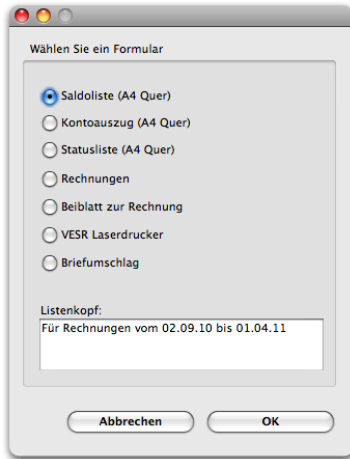 Wählen Sie ein Formular
Saldoliste (A4 Quer)
Kontoauszug (A4 Quer)
Statusliste (A4 Quer)
Rechnungen
Beiblatt zur Rechnung
VESR Laserdrucker
Briefumschlag
Listenkopf:
Für Rechnungen vom 02.09.10 bis 01.04.11
Abbrechen
OK